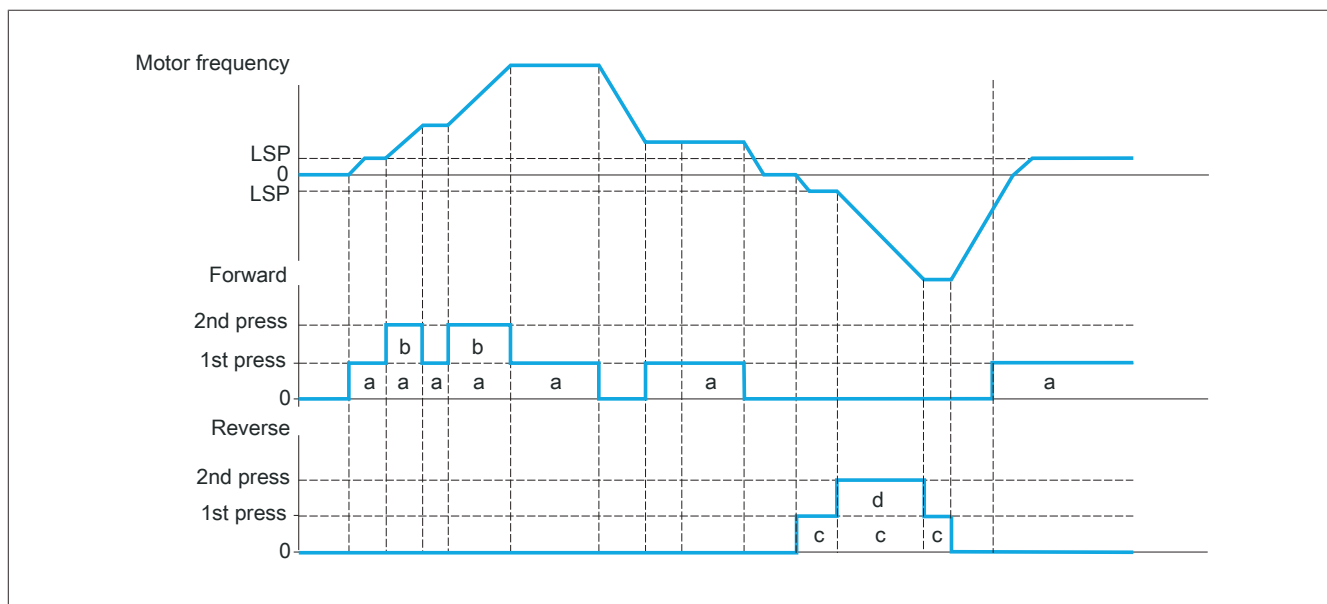 Motor frequency
LSP
0
LSP
Forward
2nd press
b b
1st press
a a a a a a a
0
Reverse
2nd press
d
1st press
c c c
0